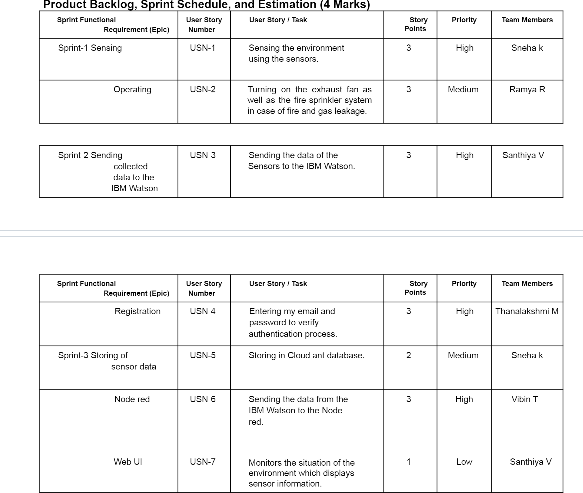 Product Backlog, Sprint Schedule, and Estimation (4 Marks)
Sprint Functional Requirement (Epic) User Story Number User Story / Task Story Points Priority Team Members
Sprint-1 Sensing USN-1 Sensing the environment using the sensors. 3 High Sneha k
Operating USN-2 Turning on the exhaust fan as well as the fire sprinkler system in case of fire and gas leakage. 3 Medium Ramya R
Sprint 2 Sending collected data to the IBM Watson USN 3 Sending the data of the Sensors to the IBM Watson. 3 High Santhiya V
Sprint Functional Requirement (Epic) User Story Number User Story / Task Story Points Priority Team Members
Registration USN 4 Entering my email and password to verify authentication process. 3 High Thanalakshmi M
Sprint-3 Storing of sensor data USN-5 Storing in Cloud ant database. 2 Medium Sneha k
Node red USN 6 Sending the data from the IBM Watson to the Node red. 3 High Vibin T
Web UI USN-7 Monitors the situation of the environment which displays sensor information. 1 Low Santhiya V